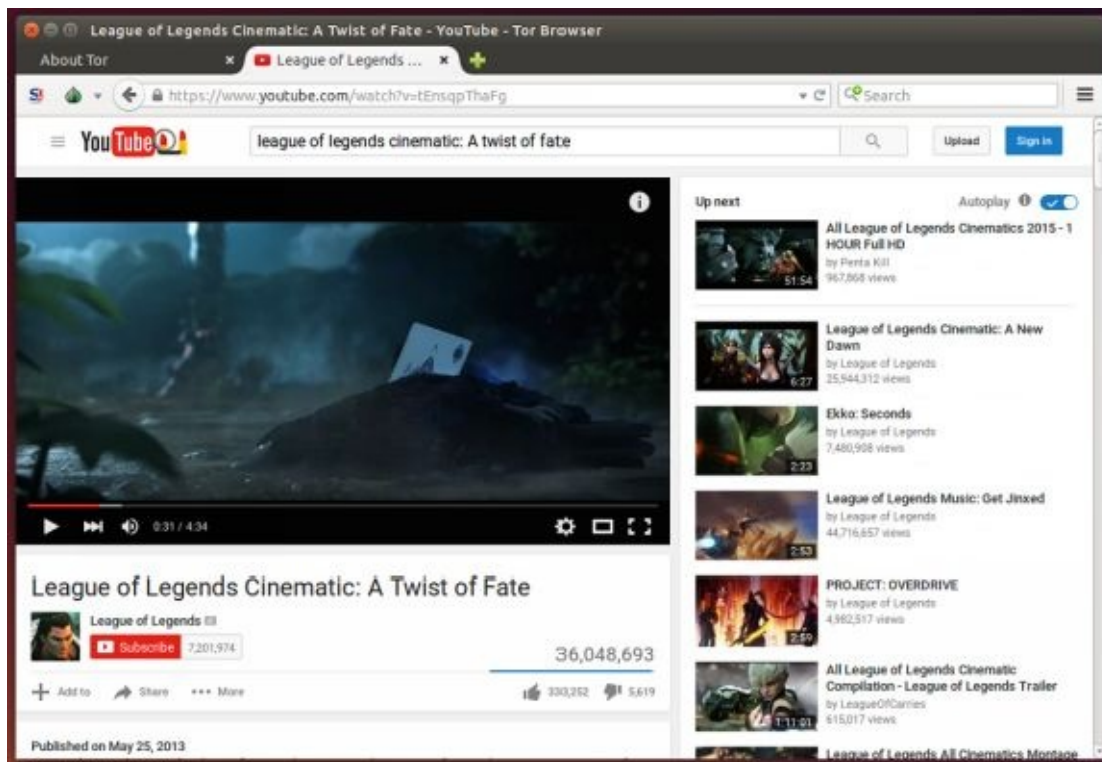 League of Legends Cinematic: A Twist of Fate - YouTube - Tor Browser
About Tor
League of Legends ...
https://www.youtube.com/watch?v=tEnsqpThaFg
Search
YouTube
league of legends cinematic: A twist of fate
Upload
Sign in
0:31 / 4:34
League of Legends Cinematic: A Twist of Fate
League of Legends
Subscribe 7,201,974
36,048,693
Add to Share More
333,252 5,619
Published on May 25, 2013
Up next
Autoplay
All League of Legends Cinematics 2015 - 1
HOUR Full HD
by Penta Kill
967,868 views
51:54
League of Legends Cinematic: A New
Dawn
by League of Legends
25,944,312 views
6:27
Ekko: Seconds
by League of Legends
7,480,908 views
2:23
League of Legends Music: Get Jinxed
by League of Legends
44,716,657 views
2:53
PROJECT: OVERDRIVE
by League of Legends
4,982,517 views
2:59
All League of Legends Cinematic
Compilation - League of Legends Trailer
by LeagueOfCarries
615,017 views
1:11:01
League of Legends All Cinematics Montage